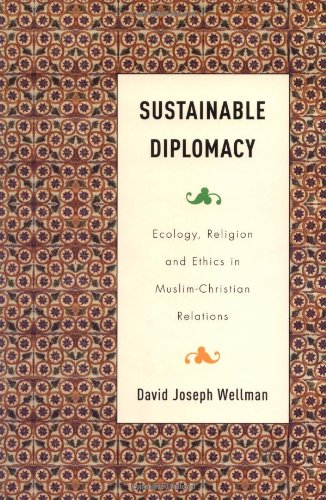 SUSTAINABLE
DIPLOMACY
Ecology, Religion
and Ethics in
Muslim-Christian
Relations
David Joseph Wellman